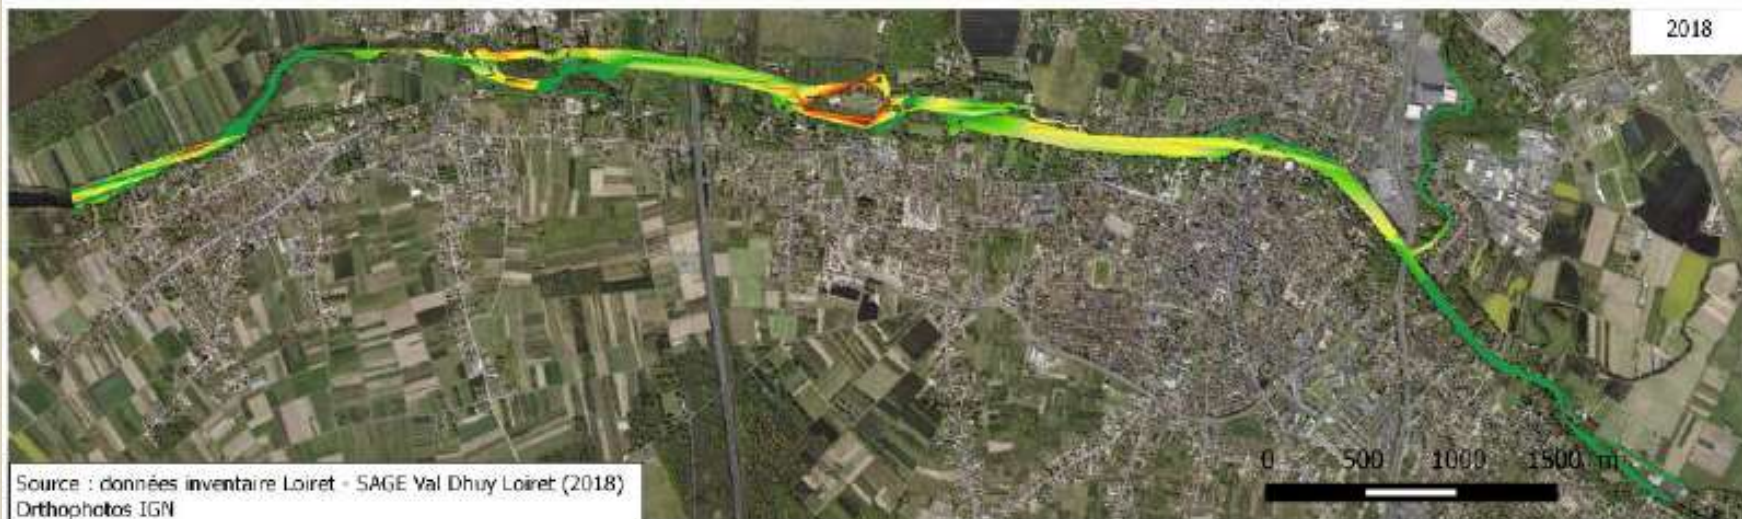 2018
0 500 1000 1500 m
Source : données inventaire Loiret - SAGE Val Dhuy Loiret (2018)
Orthophotos IGN